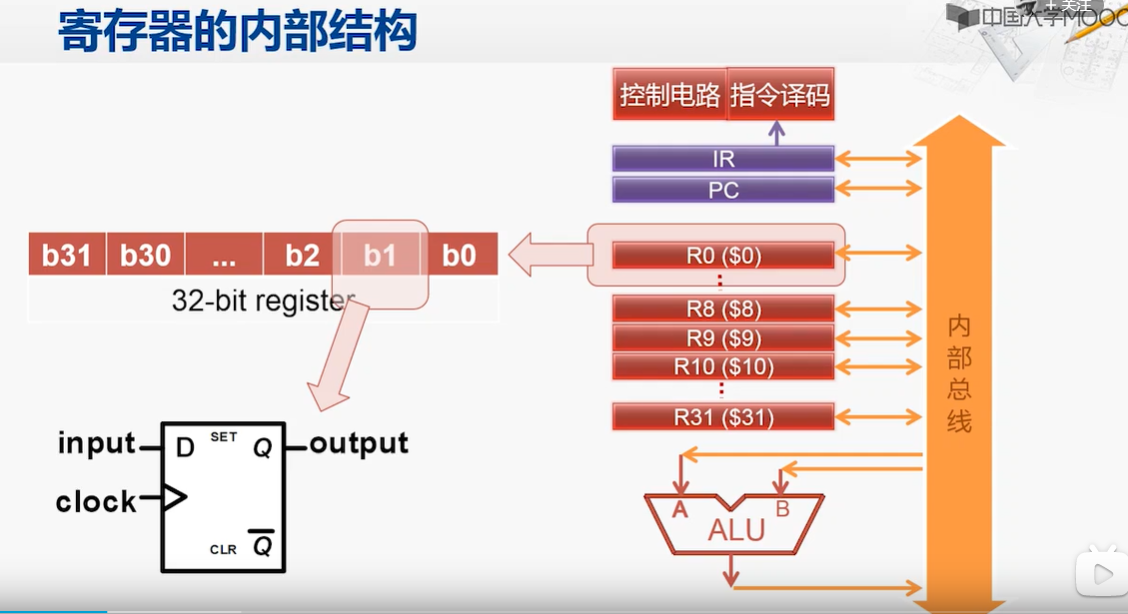 寄存器的内部结构
+ 关注
中国大学MOOC
控制电路 指令译码
IR
PC
b31 b30 ... b2 b1 b0
32-bit register
R0 ($0)
R8 ($8)
R9 ($9)
R10 ($10)
R31 ($31)
内部总线
input D SET Q output
clock
CLR Q
A B
ALU